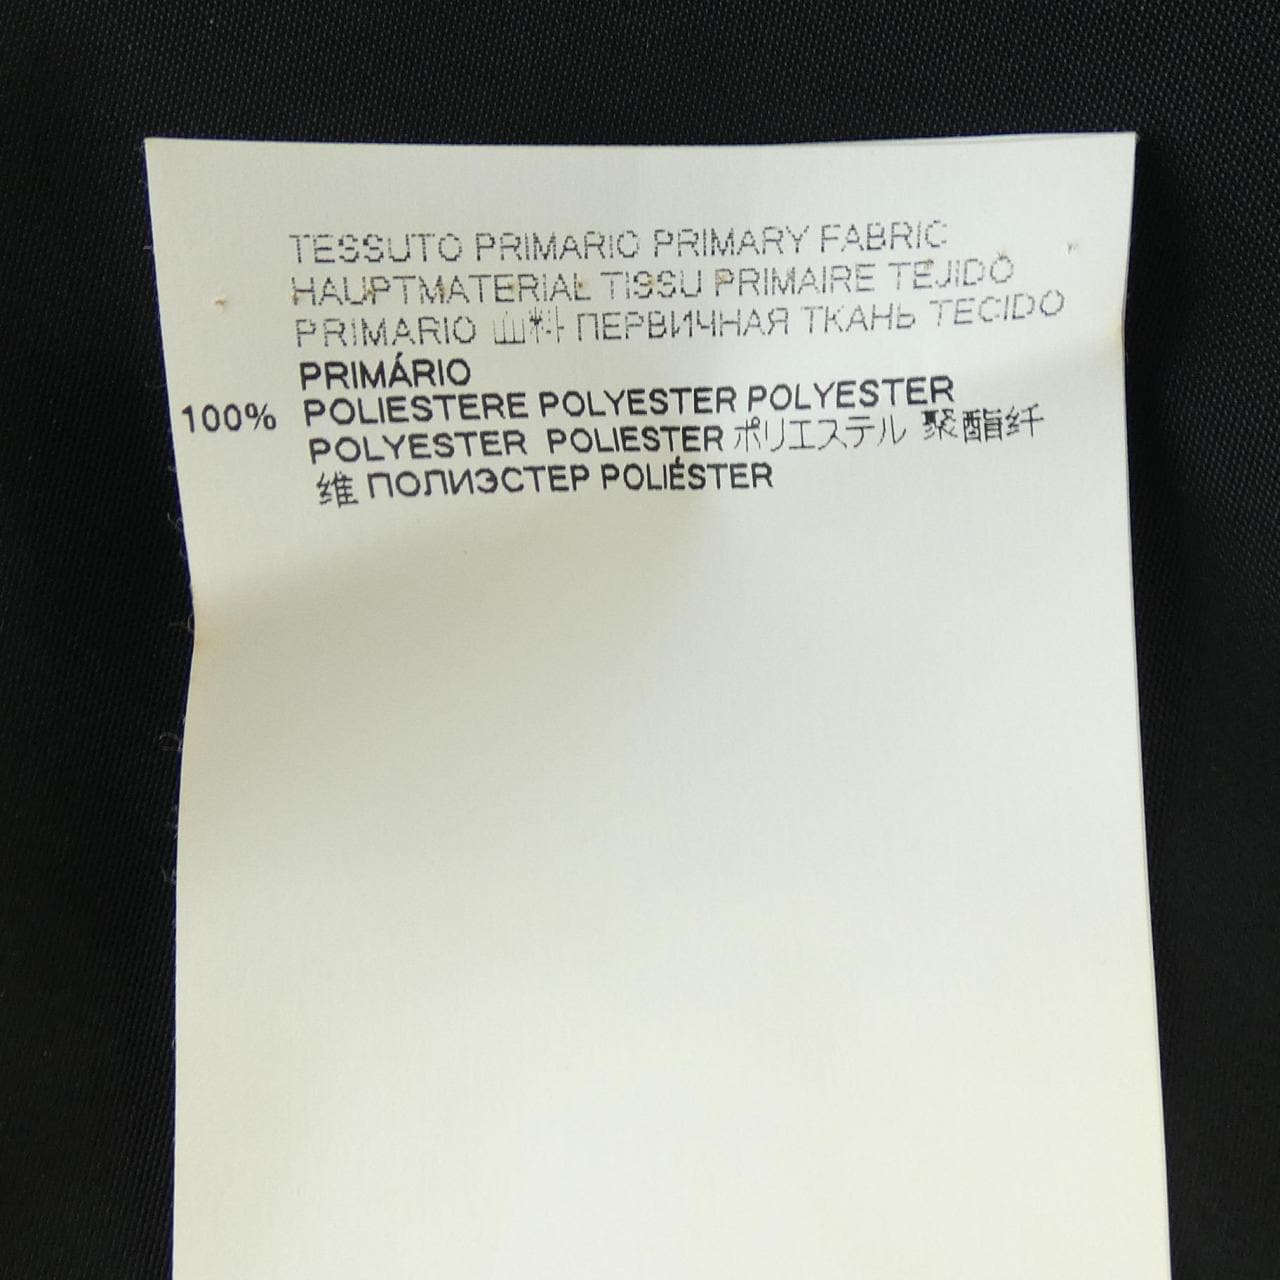 TESSUTO PRIMARIO PRIMARY FABRIC
HAUPTMATERIAL TISSU PRIMAIRE TEJIDO
PRIMARIO 料 ПЕРВИЧНАЯ ТКАНЬ TECIDO
PRIMÁRIO
100% POLIESTERE POLYESTER POLYESTER
POLYESTER POLIESTER ポリエステル 聚酯纤
维 ПОЛИЭСТЕР POLIÉSTER